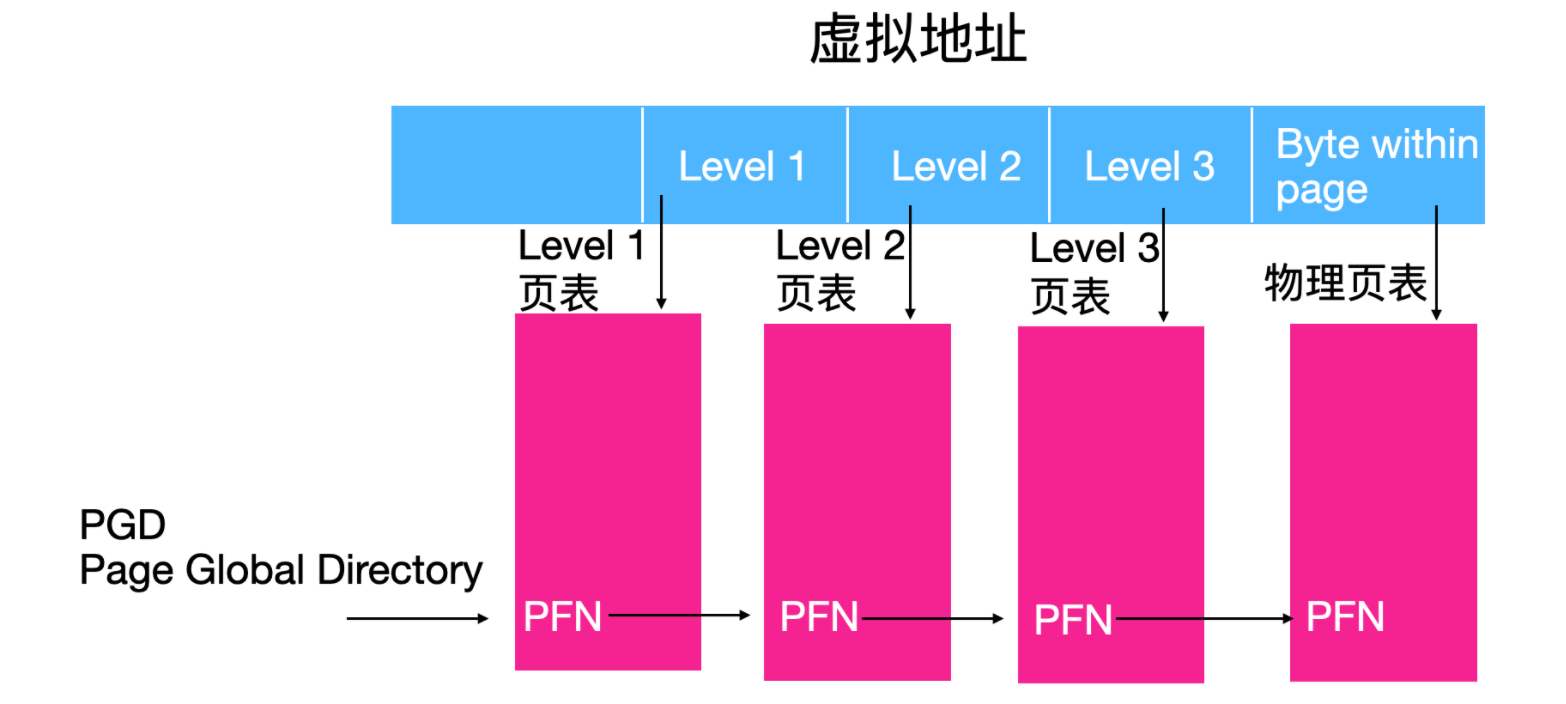 虚拟地址
Level 1
Level 2
Level 3
Byte within
page
Level 1
页表
Level 2
页表
Level 3
页表
物理页表
PGD
Page Global Directory
PFN
PFN
PFN
PFN